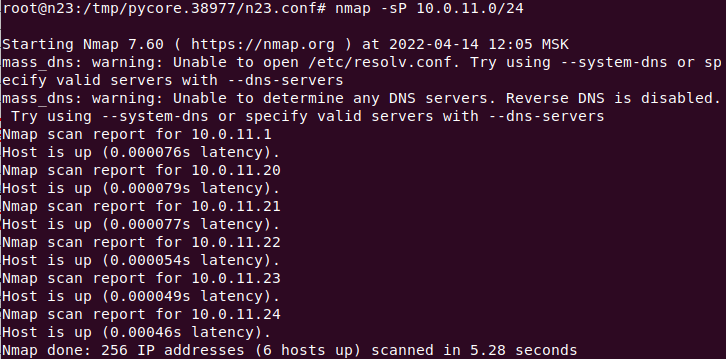 root@n23:/tmp/pycore.38977/n23.conf# nmap -sP 10.0.11.0/24
Starting Nmap 7.60 ( https://nmap.org ) at 2022-04-14 12:05 MSK
mass_dns: warning: Unable to open /etc/resolv.conf. Try using --system-dns or sp
ecify valid servers with --dns-servers
mass_dns: warning: Unable to determine any DNS servers. Reverse DNS is disabled.
 Try using --system-dns or specify valid servers with --dns-servers
Nmap scan report for 10.0.11.1
Host is up (0.000076s latency).
Nmap scan report for 10.0.11.20
Host is up (0.000079s latency).
Nmap scan report for 10.0.11.21
Host is up (0.000077s latency).
Nmap scan report for 10.0.11.22
Host is up (0.000054s latency).
Nmap scan report for 10.0.11.23
Host is up (0.000049s latency).
Nmap scan report for 10.0.11.24
Host is up (0.00046s latency).
Nmap done: 256 IP addresses (6 hosts up) scanned in 5.28 seconds